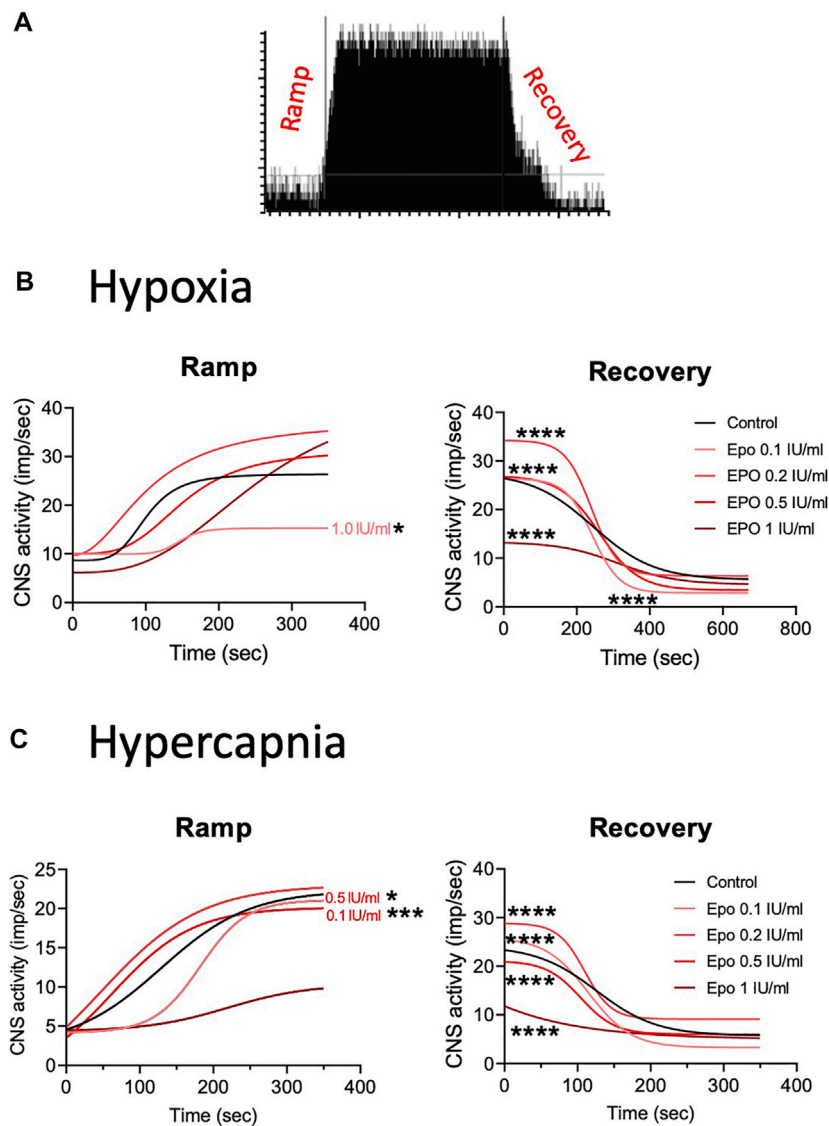 A
Ramp
Recovery
B Hypoxia
Ramp
CNS activity (imp/sec)
40
30
20
10
0
0 100 200 300 400
Time (sec)
1.0 IU/ml *
Recovery
CNS activity (imp/sec)
40
30
20
10
0
0 200 400 600 800
Time (sec)
****
****
****
****
Control
Epo 0.1 IU/ml
EPO 0.2 IU/ml
EPO 0.5 IU/ml
EPO 1 IU/ml
C Hypercapnia
Ramp
CNS activity (imp/sec)
25
20
15
10
5
0
0 100 200 300 400
Time (sec)
0.5 IU/ml *
0.1 IU/ml ***
Recovery
CNS activity (imp/sec)
40
30
20
10
0
0 100 200 300 400
Time (sec)
****
****
****
****
Control
Epo 0.1 IU/ml
Epo 0.2 IU/ml
Epo 0.5 IU/ml
Epo 1 IU/ml